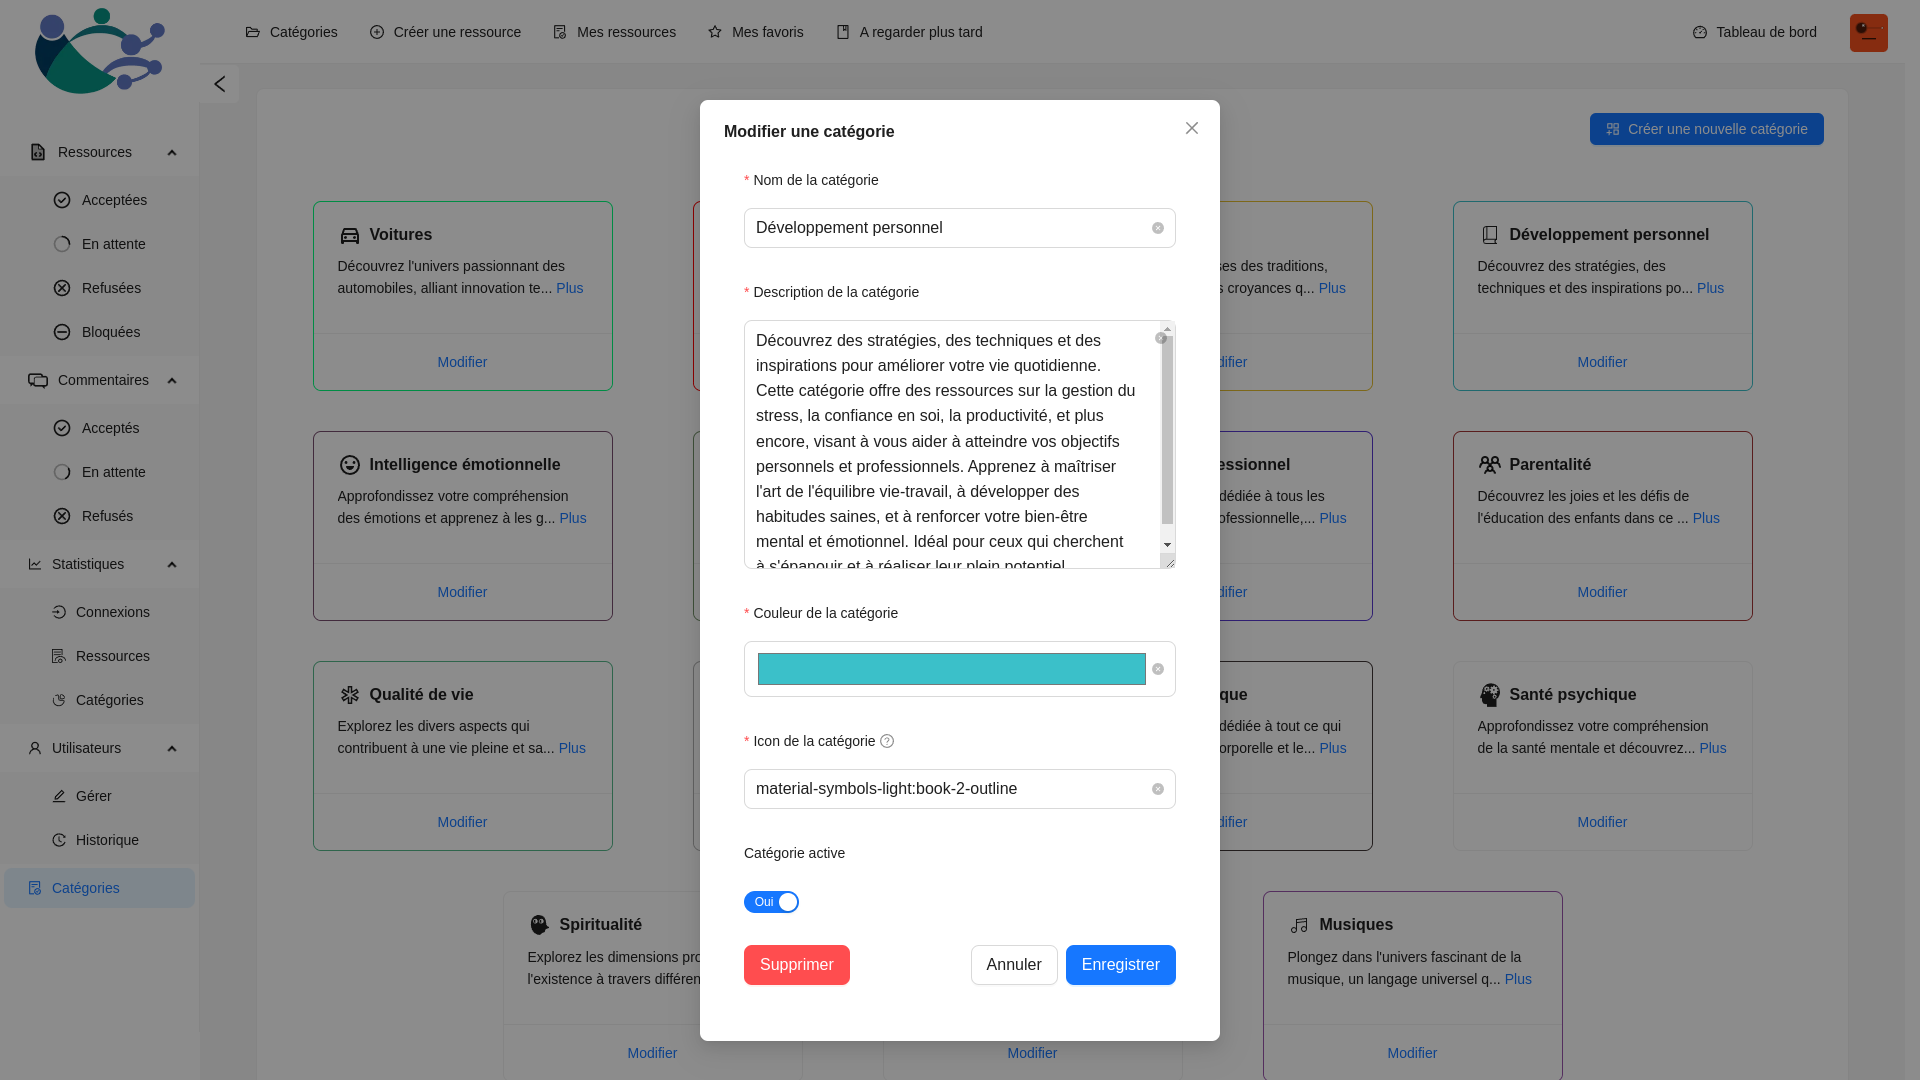 Catégories
Créer une ressource
Mes ressources
Mes favoris
A regarder plus tard
Tableau de bord
Ressources
Acceptées
En attente
Refusées
Bloquées
Commentaires
Acceptés
En attente
Refusés
Statistiques
Connexions
Ressources
Catégories
Utilisateurs
Gérer
Historique
Catégories
Créer une nouvelle catégorie
Voitures
Découvrez l'univers passionnant des
automobiles, alliant innovation te... Plus
Modifier
Développement personnel
Découvrez des stratégies, des
techniques et des inspirations po... Plus
Modifier
Intelligence émotionnelle
Approfondissez votre compréhension
des émotions et apprenez à les g... Plus
Modifier
Parentalité
Découvrez les joies et les défis de
l'éducation des enfants dans ce ... Plus
Modifier
Qualité de vie
Explorez les divers aspects qui
contribuent à une vie pleine et sa... Plus
Modifier
Santé psychique
Approfondissez votre compréhension
de la santé mentale et découvrez... Plus
Modifier
Spiritualité
Explorez les dimensions pro
l'existence à travers différen
Modifier
Modifier
Musiques
Plongez dans l'univers fascinant de la
musique, un langage universel q... Plus
Modifier
des traditions,
croyances q... Plus
difier
essionnel
dédiée à tous les
ofessionnelle,... Plus
difier
que
dédiée à tout ce qui
orporelle et le... Plus
difier
Modifier une catégorie
* Nom de la catégorie
Développement personnel
* Description de la catégorie
Découvrez des stratégies, des techniques et des
inspirations pour améliorer votre vie quotidienne.
Cette catégorie offre des ressources sur la gestion du
stress, la confiance en soi, la productivité, et plus
encore, visant à vous aider à atteindre vos objectifs
personnels et professionnels. Apprenez à maîtriser
l'art de l'équilibre vie-travail, à développer des
habitudes saines, et à renforcer votre bien-être
mental et émotionnel. Idéal pour ceux qui cherchent
à s'épanouir et à réaliser leur plein potentiel
* Couleur de la catégorie
* Icon de la catégorie
material-symbols-light:book-2-outline
Catégorie active
Oui
Supprimer
Annuler
Enregistrer